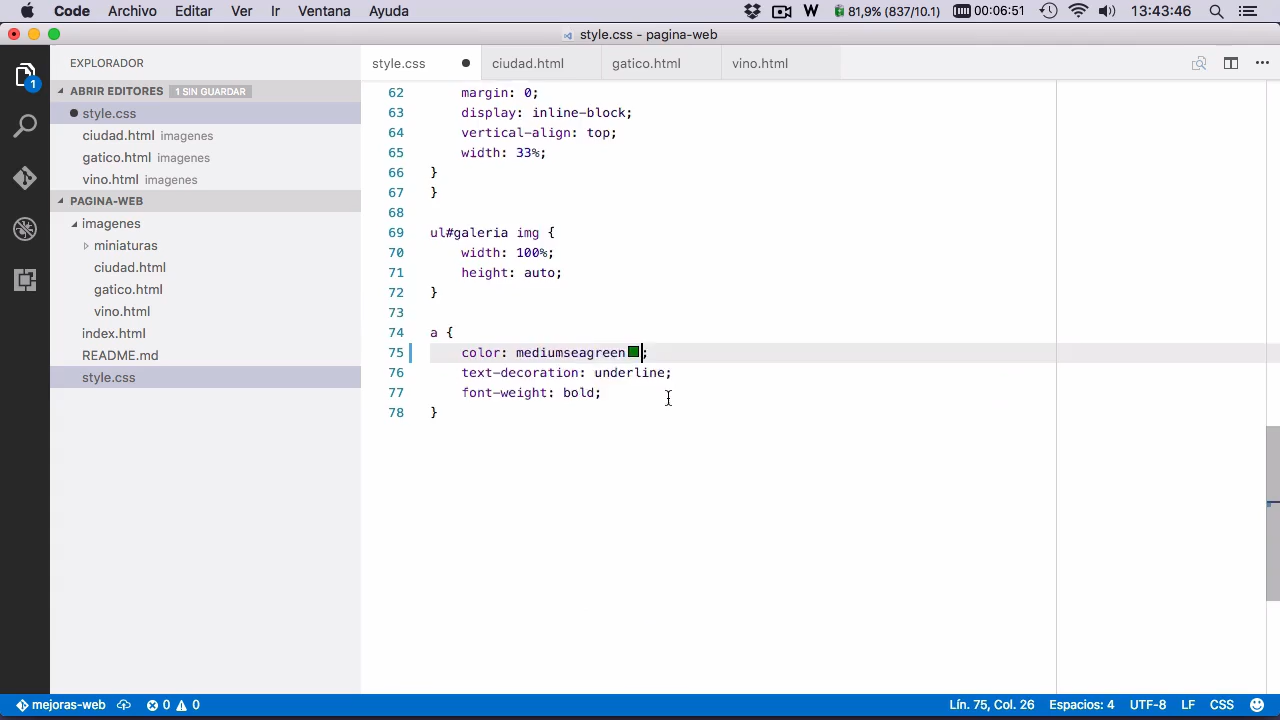 Code Archivo Editar Ver Ir Ventana Ayuda W 81,9% (837/10.1) 00:06:51 13:43:46
style.css - pagina-web
EXPLORADOR
style.css ciudad.html gatico.html vino.html
ABRIR EDITORES 1 SIN GUARDAR
style.css
ciudad.html imagenes
gatico.html imagenes
vino.html imagenes
PAGINA-WEB
imagenes
miniaturas
ciudad.html
gatico.html
vino.html
index.html
README.md
style.css
1
62 margin: 0;
63 display: inline-block;
64 vertical-align: top;
65 width: 33%;
66 }
67 }
68
69 ul#galeria img {
70 width: 100%;
71 height: auto;
72 }
73
74 a {
75 color: mediumseagreen;
76 text-decoration: underline;
77 font-weight: bold;
78 }
mejoras-web 0 0 Lín. 75, Col. 26 Espacios: 4 UTF-8 LF CSS